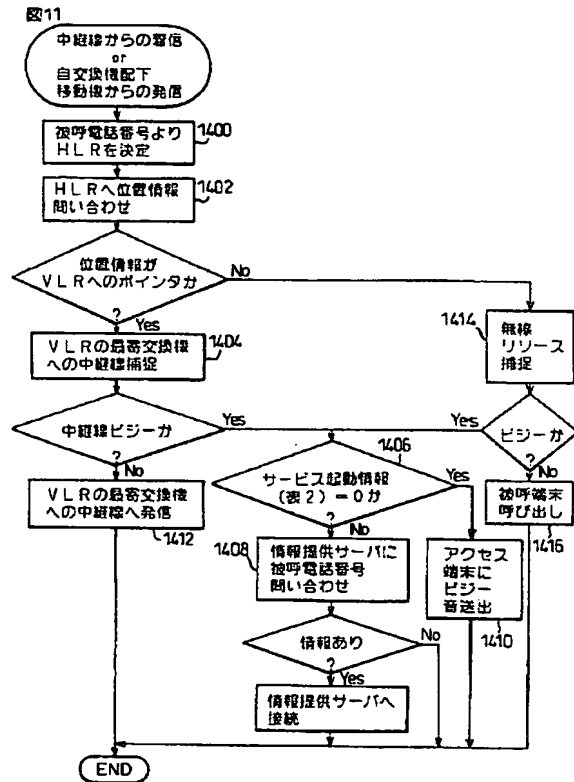 図11
中継線からの着信
or
自交換機配下
移動機からの発信
1400
被呼電話番号より
HLRを決定
1402
HLRへ位置情報
問い合わせ
位置情報が
VLRへのポインタか
?
No
Yes
1404
VLRの最寄交換機
への中継線捕捉
1414
無線
リソース
捕捉
中継線ビジーか
?
Yes
No
Yes
ビジーか
?
No
1406
サービス起動情報
(表2)=0か
?
Yes
No
VLRの最寄交換機
への中継線へ発信
1412
被呼端末
呼び出し
1416
1408
情報提供サーバに
被呼電話番号
問い合わせ
アクセス
端末に
ビジー
音送出
1410
情報あり
?
No
Yes
情報提供サーバへ
接続
END